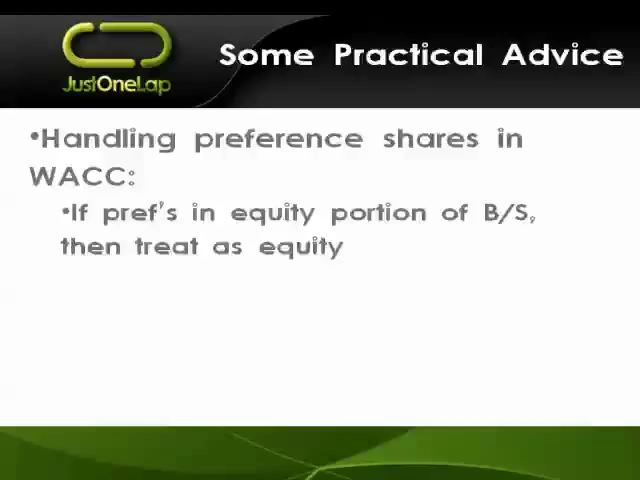 Some Practical Advice
JustOneLap
•Handling preference shares in
WACC:
•If pref's in equity portion of B/S,
then treat as equity